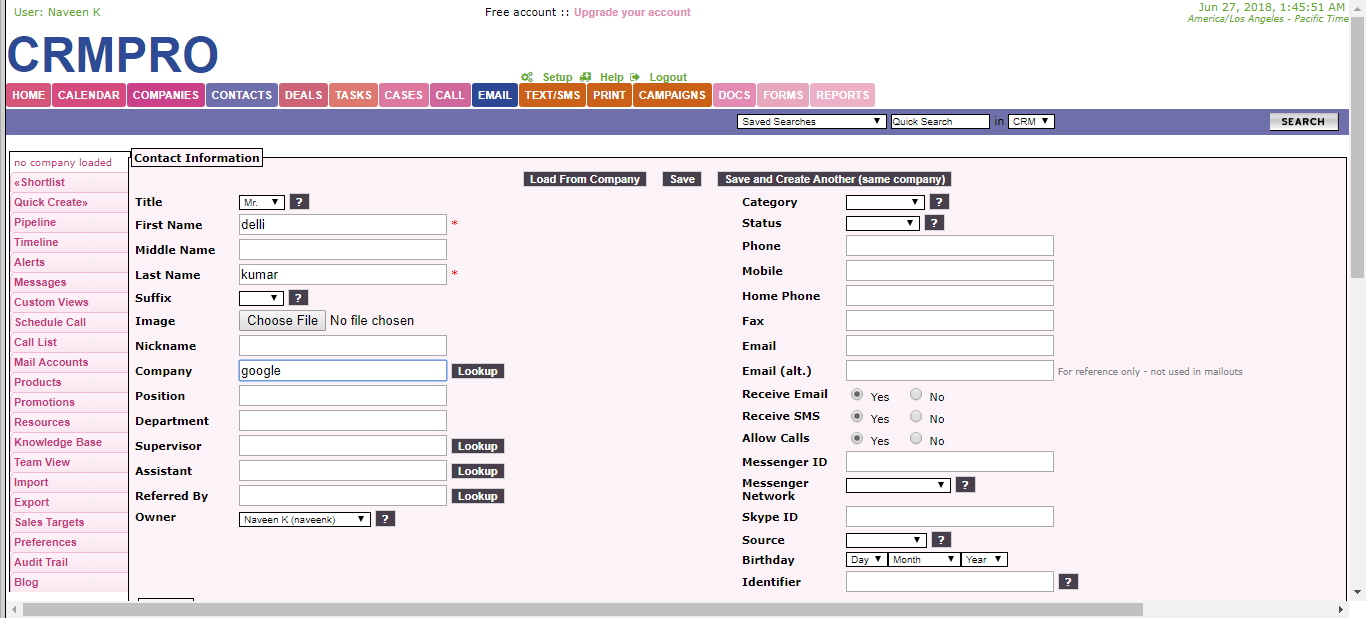 User: Naveen K
Free account :: Upgrade your account
Jun 27, 2018, 1:45:51 AM
America/Los Angeles - Pacific Time
CRMPRO
Setup Help Logout
HOME CALENDAR COMPANIES CONTACTS DEALS TASKS CASES CALL EMAIL TEXT/SMS PRINT CAMPAIGNS DOCS FORMS REPORTS
Saved Searches Quick Search in CRM SEARCH
no company loaded
«Shortlist
Quick Create»
Pipeline
Timeline
Alerts
Messages
Custom Views
Schedule Call
Call List
Mail Accounts
Products
Promotions
Resources
Knowledge Base
Team View
Import
Export
Sales Targets
Preferences
Audit Trail
Blog
Contact Information
Load From Company Save Save and Create Another (same company)
Title Mr. ?
First Name delli *
Middle Name
Last Name kumar *
Suffix ?
Image Choose File No file chosen
Nickname
Company google Lookup
Position
Department
Supervisor Lookup
Assistant Lookup
Referred By Lookup
Owner Naveen K (naveenk) ?
Category ?
Status ?
Phone
Mobile
Home Phone
Fax
Email
Email (alt.) For reference only - not used in mailouts
Receive Email Yes No
Receive SMS Yes No
Allow Calls Yes No
Messenger ID
Messenger
Network ?
Skype ID
Source ?
Birthday Day Month Year
Identifier ?